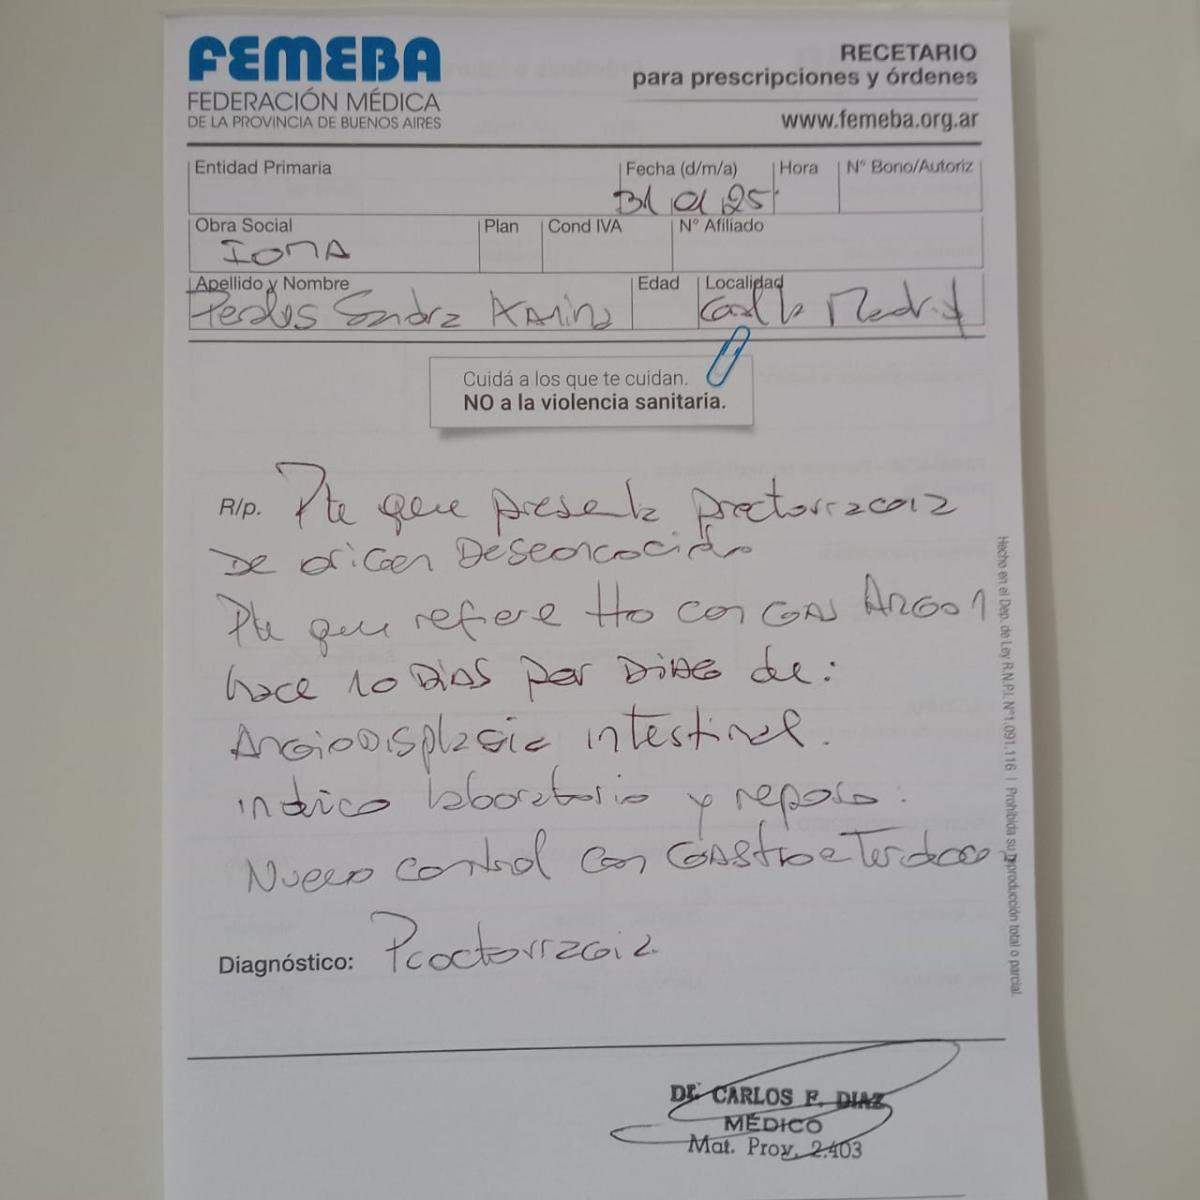 FEMEBA
FEDERACIÓN MÉDICA
DE LA PROVINCIA DE BUENOS AIRES
RECETARIO
para prescripciones y órdenes
www.femeba.org.ar
Entidad Primaria
Fecha (d/m/a) Hora N° Bono/Autoriz
31 01 25
Obra Social Plan Cond IVA N° Afiliado
IOMA
Apellido y Nombre Edad Localidad
Sandra Karina
Cuidá a los que te cuidan.
NO a la violencia sanitaria.
R/p. Pte que presenta proctorragia
De origen Desconocido
Pte que refiere tto con GAS Argon
hace 10 DIAS por DIAG de:
AngioDisplasia intestinal.
indico laboratorio y reposo.
Nuevo control con
Diagnóstico: Proctorragia
DR. CARLOS F. DIAZ
MÉDICO
Mat. Prov. 2.403
Hecho en el Dep. de Ley R.N.P.I. N°1.091.116 | Prohibida su reproducción total o parcial.